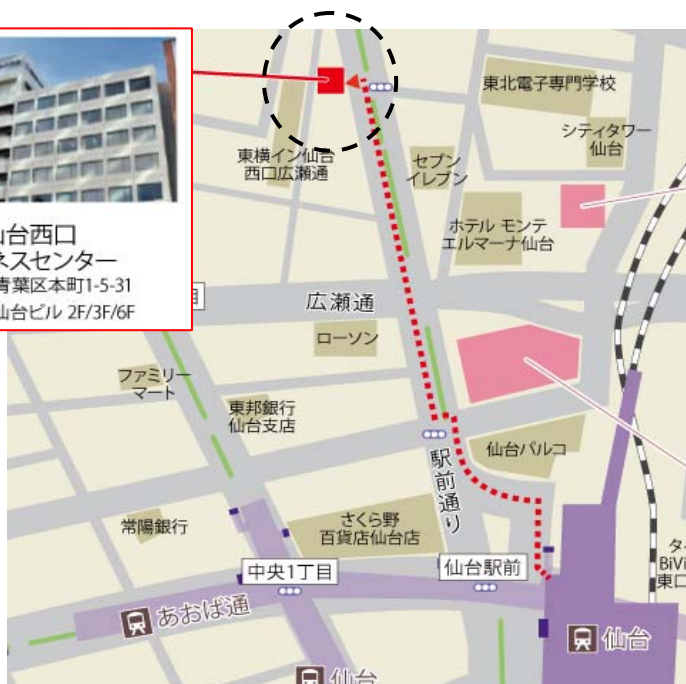 台西口
ネスセンター
青葉区本町1-5-31
仙台ビル 2F/3F/6F
東北電子専門学校
シティタワー
仙台
東横イン仙台
西口広瀬通
セブン
イレブン
ホテル モンテ
エルマーナ仙台
広瀬通
目
ローソン
ファミリー
マート
東邦銀行
仙台支店
仙台パルコ
駅前通り
常陽銀行
さくら野
百貨店仙台店
中央1丁目
仙台駅前
BiVi
東口
あおば通
仙台
仙台